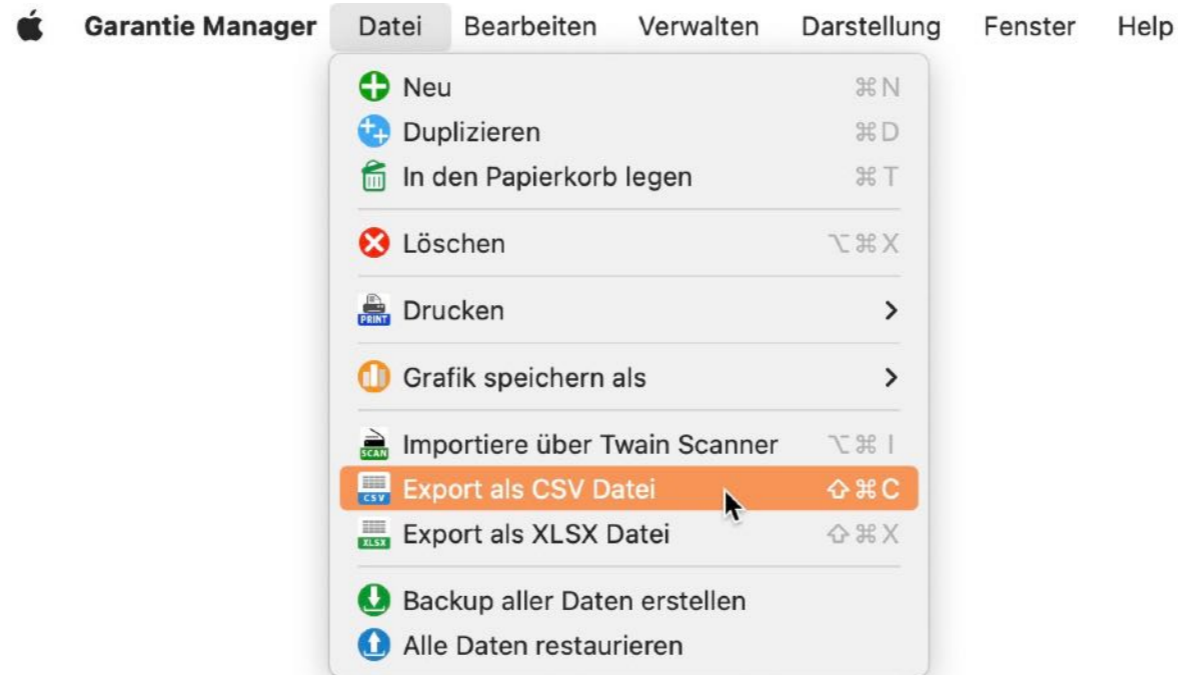 Garantie Manager Datei Bearbeiten Verwalten Darstellung Fenster Help
Neu ⌘N
Duplizieren ⌘D
In den Papierkorb legen ⌘T
Löschen ⌥⌘X
PRINT Drucken
Grafik speichern als
SCAN Importiere über Twain Scanner ⌥⌘I
CSV Export als CSV Datei ⇧⌘C
XLSX Export als XLSX Datei ⇧⌘X
Backup aller Daten erstellen
Alle Daten restaurieren